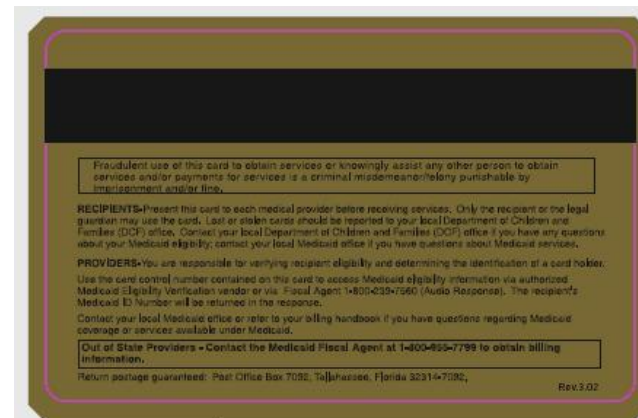 Fraudulent use of this card to obtain services or knowingly assist any other person to obtain
services and/or payments for services is a criminal misdemeanor/felony punishable by
imprisonment and/or fine.
RECIPIENTS-Present this card to each medical provider before receiving services. Only the recipient or the legal
guardian may use the card. Lost or stolen cards should be reported to your local Department of Children and
Families (DCF) office. Contact your local Department of Children and Families (DCF) office if you have any questions
about your Medicaid eligibility; contact your local Medicaid office if you have questions about Medicaid services.
PROVIDERS-You are responsible for verifying recipient eligibility and determining the identification of a card holder.
Use the card control number contained on this card to access Medicaid eligibility information via authorized
Medicaid Eligibility Verification vendor or via Fiscal Agent 1-800-239-7560 (Audio Response). The recipient's
Medicaid ID Number will be returned in the response.
Contact your local Medicaid office or refer to your billing handbook if you have questions regarding Medicaid
coverage or services available under Medicaid.
Out of State Providers - Contact the Medicaid Fiscal Agent at 1-800-955-7799 to obtain billing
information.
Return postage guaranteed: Post Office Box 7092, Tallahassee, Florida 32314-7092,
Rev.3.02